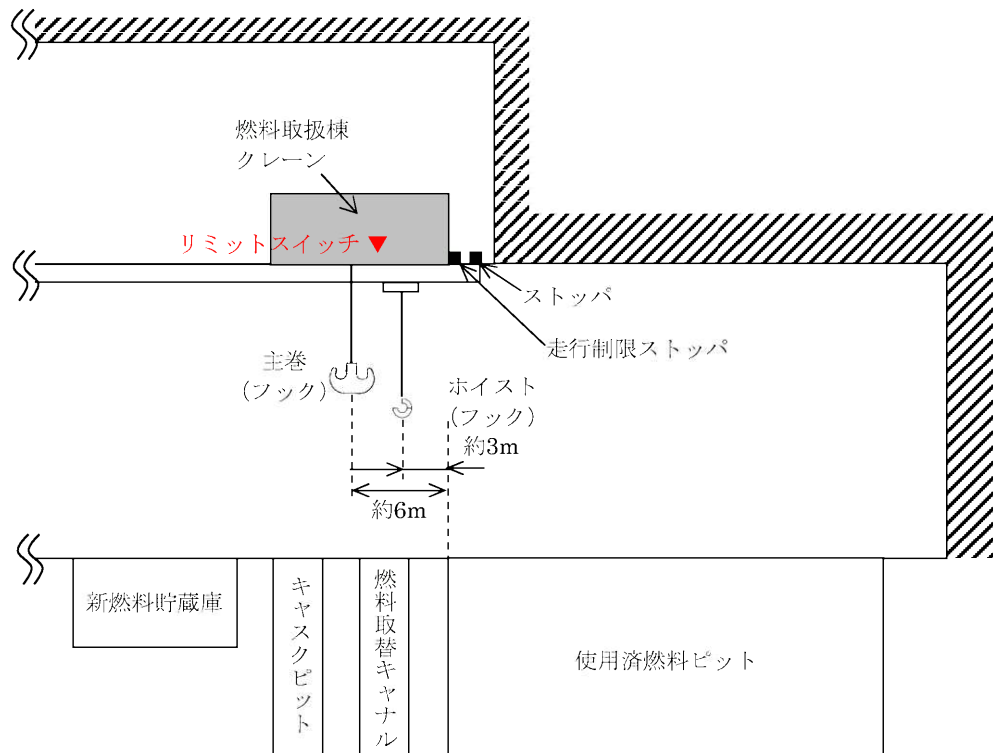 燃料取扱棟
クレーン
リミットスイッチ
ストッパ
走行制限ストッパ
主巻
(フック)
ホイスト
(フック)
約3m
約6m
新燃料貯蔵庫
キャスクピット
燃料取替キャナル
使用済燃料ピット